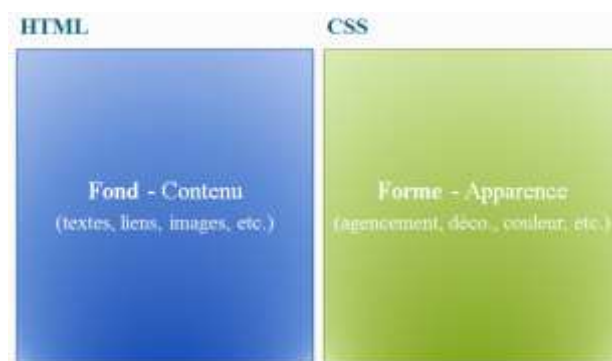 HTML
Fond - Contenu
(textes, liens, images, etc.)
CSS
Forme - Apparence
(agencement, déco., couleur, etc.)